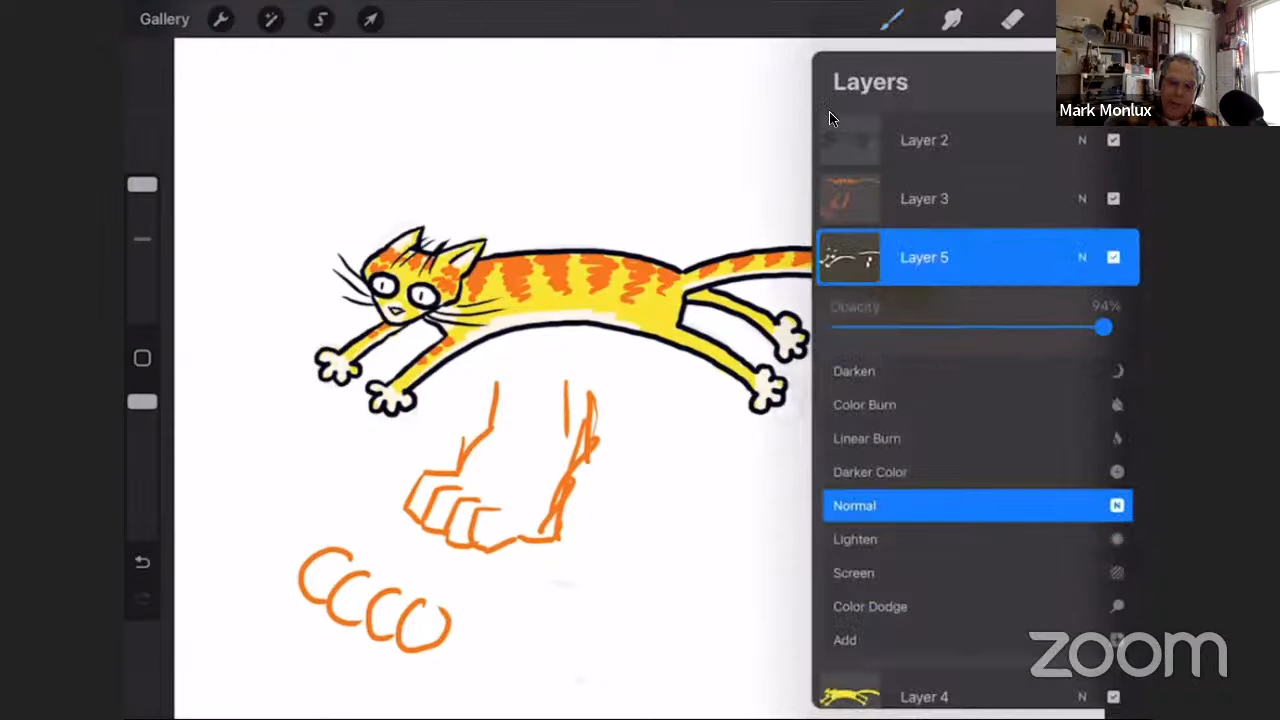 Gallery
Layers
Mark Monlux
Layer 2 N
Layer 3 N
Layer 5 N
Opacity 94%
Darken
Color Burn
Linear Burn
Darker Color
Normal N
Lighten
Screen
Color Dodge
Add
zoom
Layer 4 N